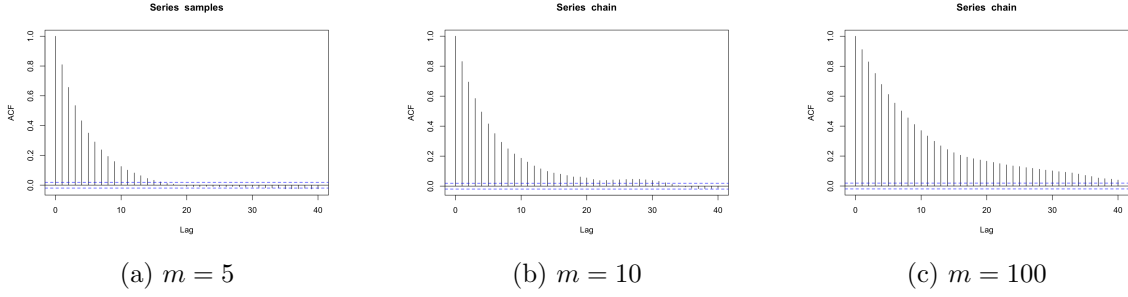 Series samples
ACF
0.0 0.2 0.4 0.6 0.8 1.0
0 10 20 30 40
Lag
(a) m = 5
Series chain
ACF
0.0 0.2 0.4 0.6 0.8 1.0
0 10 20 30 40
Lag
(b) m = 10
Series chain
ACF
0.0 0.2 0.4 0.6 0.8 1.0
0 10 20 30 40
Lag
(c) m = 100